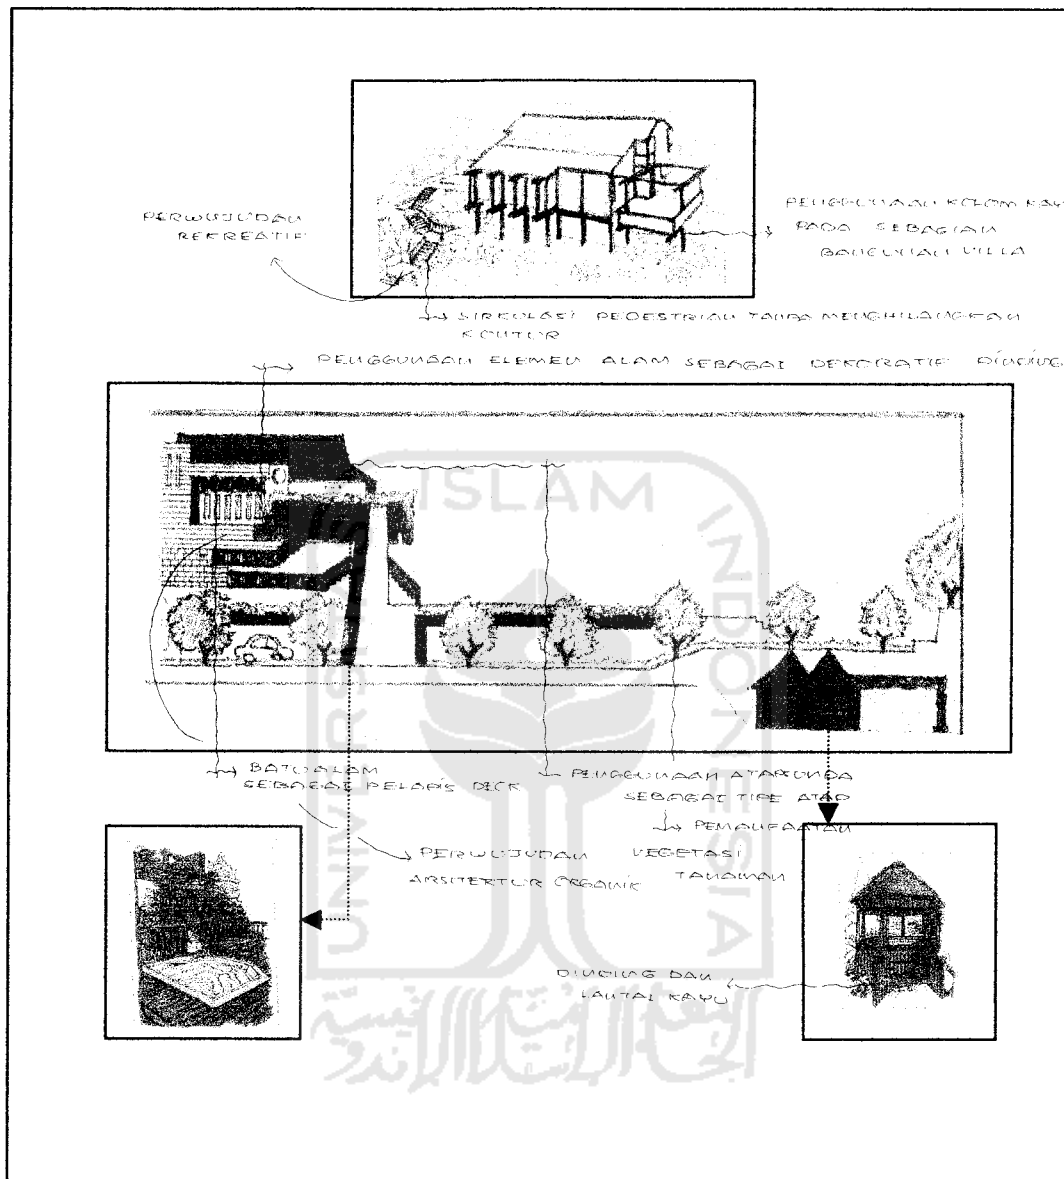 PERWUJUDAN
REKREATIF
PENGGUNAAN KOLOM KAY
PADA SEBAGIAN
BANGUNAN VILLA
SIRKULASI PEDESTRIAN TANPA MENGHILANGKAN
KONTUR
PENGGUNAAN ELEMEN ALAM SEBAGAI DEKORATIF DINDING
BATU ALAM
SEBAGAI PELAPIS DECK
PENGGUNAAN ATAP
SEBAGAI TIPE ATAP
PEMANFAATAN
VEGETASI
TANAMAN
PERWUJUDAN
ARSITEKTUR ORGANIK
DINDING DAN
LANTAI KAYU
ISLAM
INDONESIA